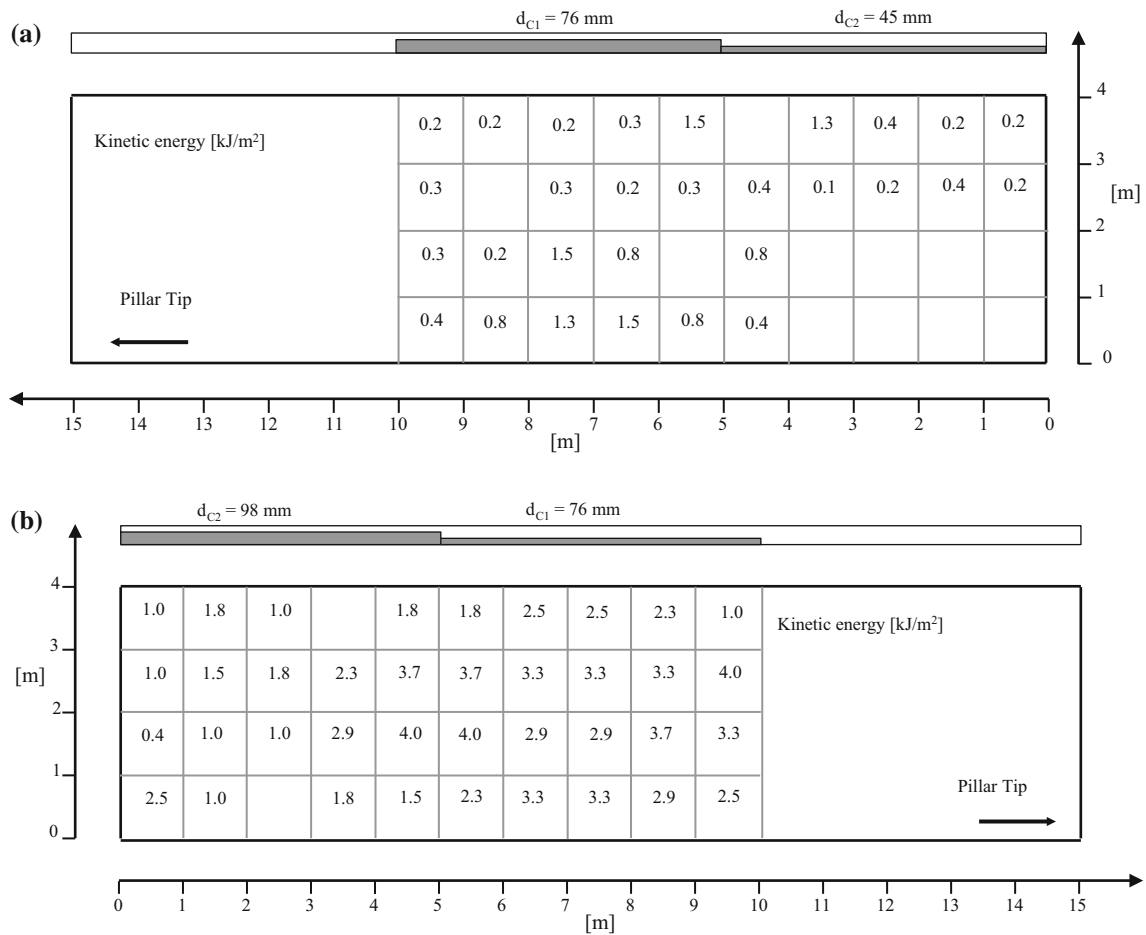 (a)
d_C1 = 76 mm d_C2 = 45 mm
4
0.2 0.2 0.2 0.3 1.5 1.3 0.4 0.2 0.2
Kinetic energy [kJ/m²]
3
0.3 0.3 0.2 0.3 0.4 0.1 0.2 0.4 0.2
[m]
2
0.3 0.2 1.5 0.8 0.8
Pillar Tip
1
0.4 0.8 1.3 1.5 0.8 0.4
0
15 14 13 12 11 10 9 8 7 6 5 4 3 2 1 0
[m]
(b)
d_C2 = 98 mm d_C1 = 76 mm
4
1.0 1.8 1.0 1.8 1.8 2.5 2.5 2.3 1.0
Kinetic energy [kJ/m²]
3
[m]
1.0 1.5 1.8 2.3 3.7 3.7 3.3 3.3 3.3 4.0
2
0.4 1.0 1.0 2.9 4.0 4.0 2.9 2.9 3.7 3.3
1
Pillar Tip
2.5 1.0 1.8 1.5 2.3 3.3 3.3 2.9 2.5
0
0 1 2 3 4 5 6 7 8 9 10 11 12 13 14 15
[m]